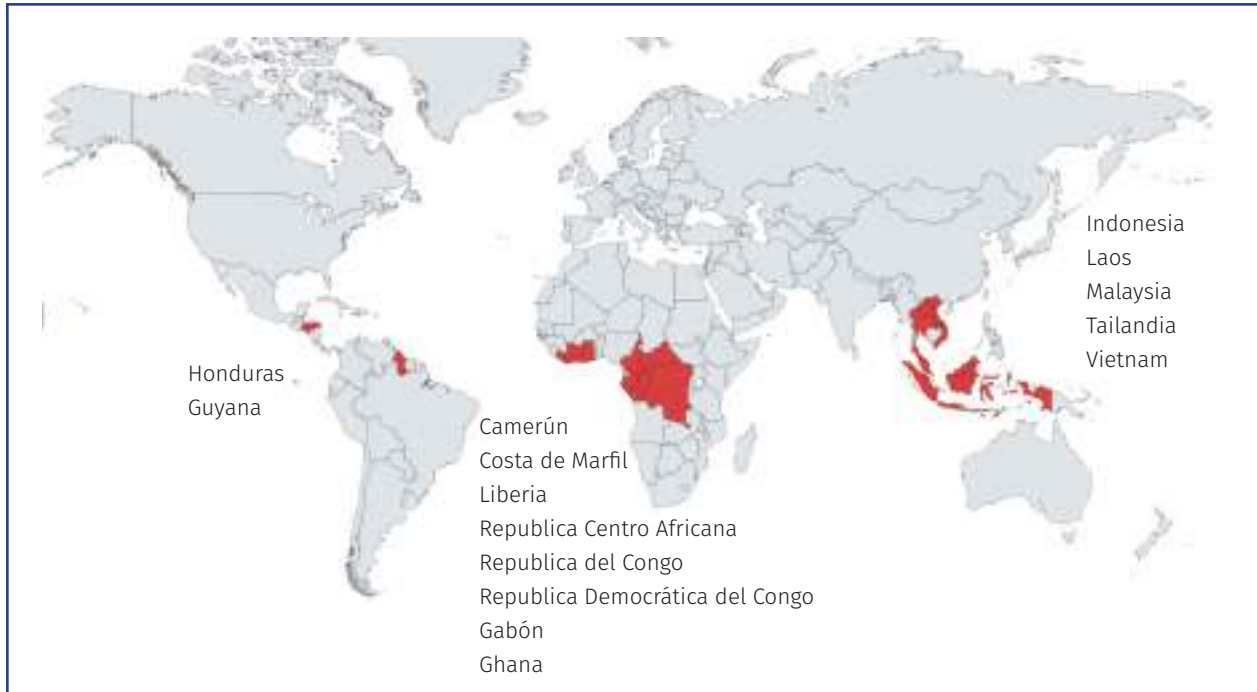 Honduras
Guyana
Camerún
Costa de Marfil
Liberia
Republica Centro Africana
Republica del Congo
Republica Democrática del Congo
Gabón
Ghana
Indonesia
Laos
Malaysia
Tailandia
Vietnam